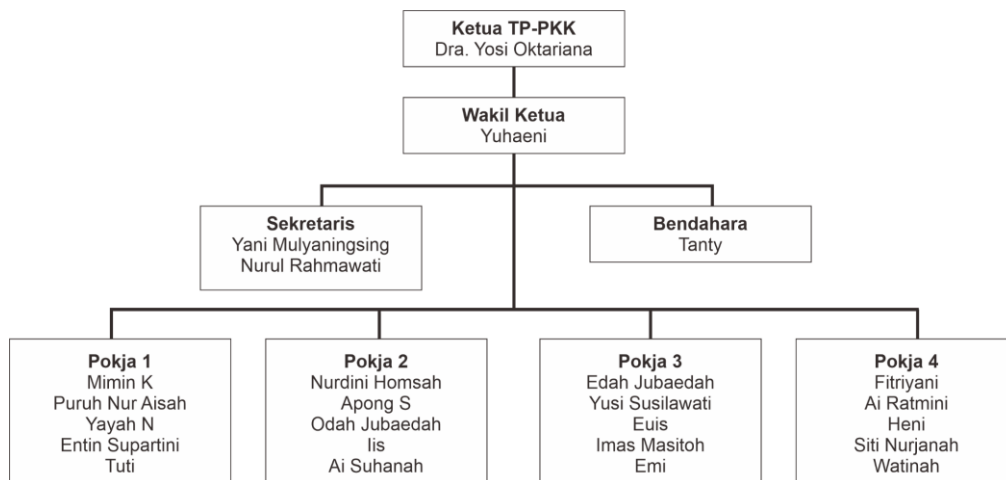 Ketua TP-PKK
Dra. Yosi Oktariana
Wakil Ketua
Yuhaeni
Sekretaris
Yani Mulyaningsing
Nurul Rahmawati
Bendahara
Tanty
Pokja 1
Mimin K
Puruh Nur Aisah
Yayah N
Entin Supartini
Tuti
Pokja 2
Nurdini Homsah
Apong S
Odah Jubaedah
Iis
Ai Suhanah
Pokja 3
Edah Jubaedah
Yusi Susilawati
Euis
Imas Masitoh
Emi
Pokja 4
Fitriyani
Ai Ratmini
Heni
Siti Nurjanah
Watinah